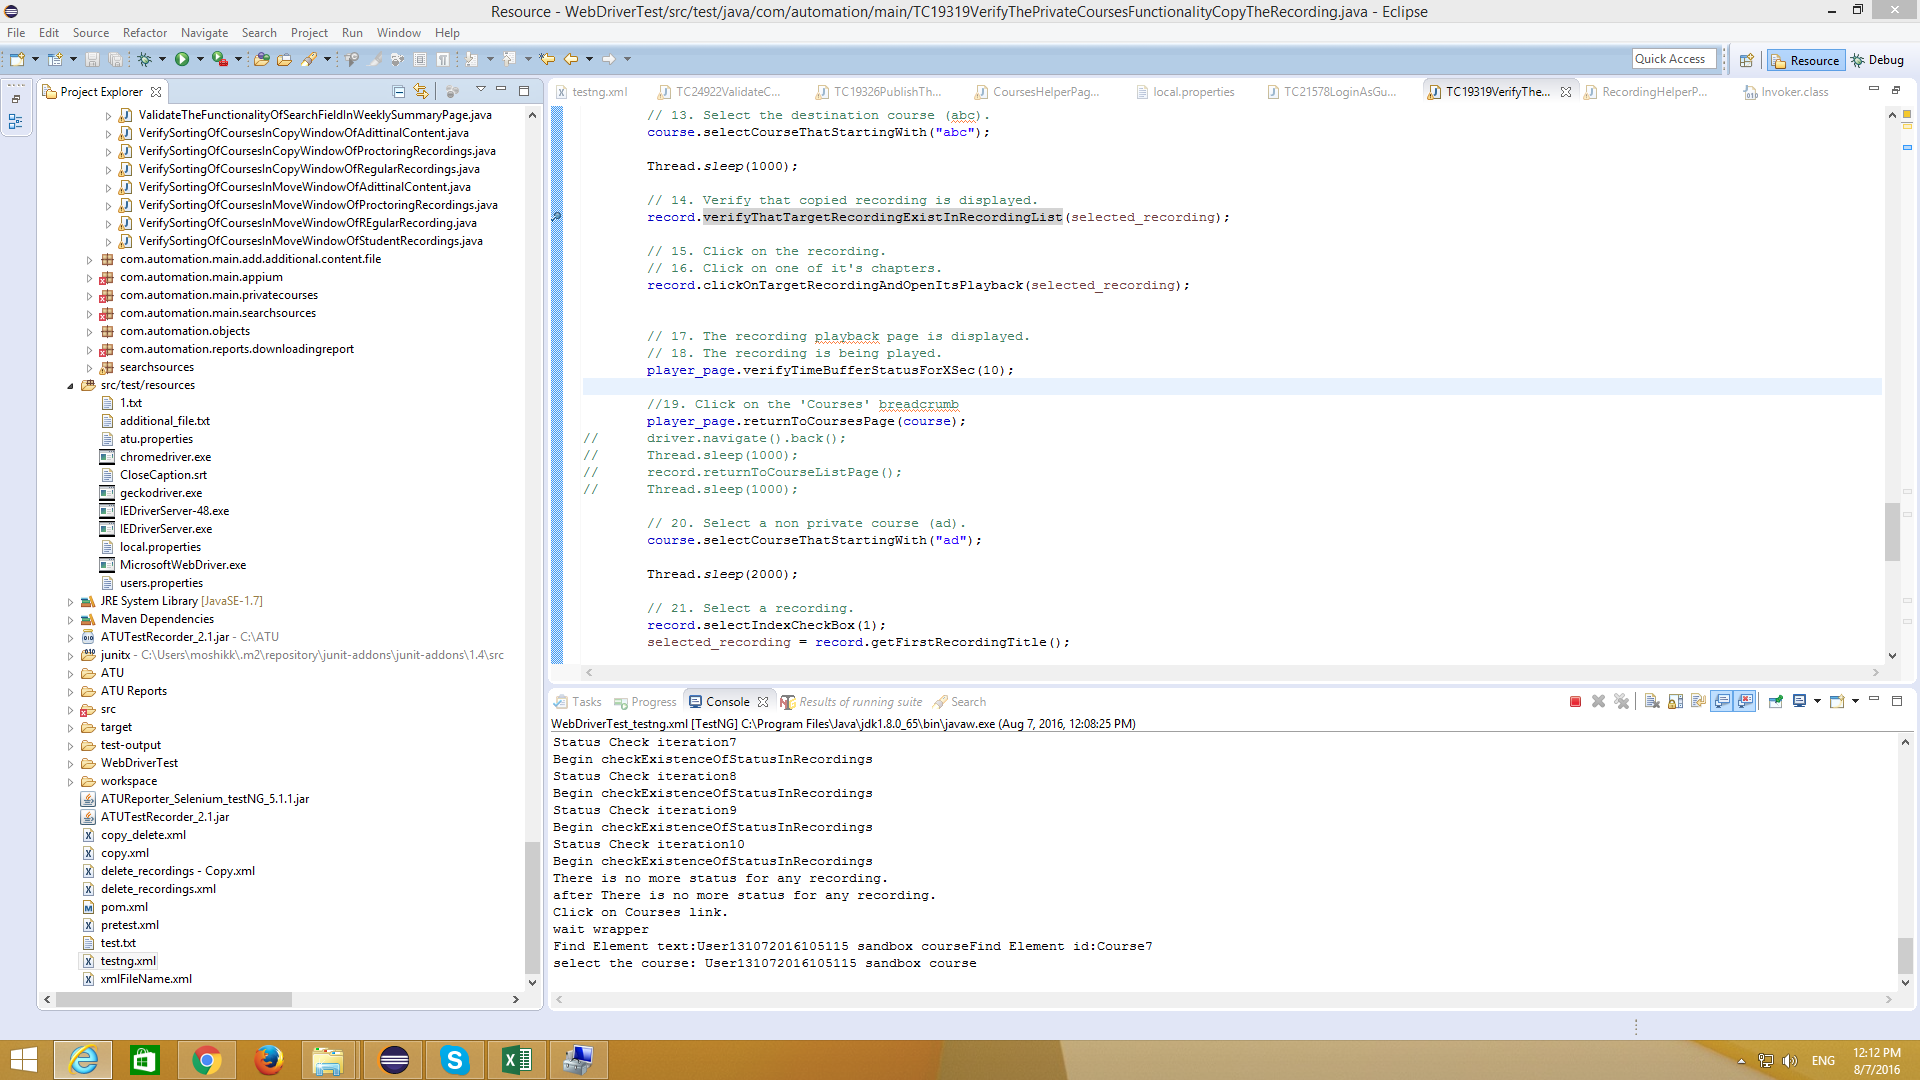 Resource - WebDriverTest/src/test/java/com/automation/main/TC19319VerifyThePrivateCoursesFunctionalityCopyTheRecording.java - Eclipse
File Edit Source Refactor Navigate Search Project Run Window Help
Quick Access
Resource
Debug
Project Explorer
ValidateTheFunctionalityOfSearchFieldInWeeklySummaryPage.java
VerifySortingOfCoursesInCopyWindowOfAdittinalContent.java
VerifySortingOfCoursesInCopyWindowOfProctoringRecordings.java
VerifySortingOfCoursesInCopyWindowOfRegularRecordings.java
VerifySortingOfCoursesInMoveWindowOfAdittinalContent.java
VerifySortingOfCoursesInMoveWindowOfProctoringRecordings.java
VerifySortingOfCoursesInMoveWindowOfREgularRecording.java
VerifySortingOfCoursesInMoveWindowOfStudentRecordings.java
com.automation.main.add.additional.content.file
com.automation.main.appium
com.automation.main.privatecourses
com.automation.main.searchsources
com.automation.objects
com.automation.reports.downloadingreport
searchsources
src/test/resources
1.txt
additional_file.txt
atu.properties
chromedriver.exe
CloseCaption.srt
geckodriver.exe
IEDriverServer-48.exe
IEDriverServer.exe
local.properties
MicrosoftWebDriver.exe
users.properties
JRE System Library [JavaSE-1.7]
Maven Dependencies
ATUTestRecorder_2.1.jar - C:\ATU
junitx - C:\Users\moshikk\.m2\repository\junit-addons\junit-addons\1.4\src
ATU
ATU Reports
src
target
test-output
WebDriverTest
workspace
ATUReporter_Selenium_testNG_5.1.1.jar
ATUTestRecorder_2.1.jar
copy_delete.xml
copy.xml
delete_recordings - Copy.xml
delete_recordings.xml
pom.xml
pretest.xml
test.txt
testng.xml
xmlFileName.xml
testng.xml
TC24922ValidateC...
TC19326PublishTh...
CoursesHelperPag...
local.properties
TC21578LoginAsGu...
TC19319VerifyThe...
RecordingHelperP...
Invoker.class
// 13. Select the destination course (abc).
course.selectCourseThatStartingWith("abc");
Thread.sleep(1000);
// 14. Verify that copied recording is displayed.
record.verifyThatTargetRecordingExistInRecordingList(selected_recording);
// 15. Click on the recording.
// 16. Click on one of it's chapters.
record.clickOnTargetRecordingAndOpenItsPlayback(selected_recording);
// 17. The recording playback page is displayed.
// 18. The recording is being played.
player_page.verifyTimeBufferStatusForXSec(10);
//19. Click on the 'Courses' breadcrumb
player_page.returnToCoursesPage(course);
// driver.navigate().back();
// Thread.sleep(1000);
// record.returnToCourseListPage();
// Thread.sleep(1000);
// 20. Select a non private course (ad).
course.selectCourseThatStartingWith("ad");
Thread.sleep(2000);
// 21. Select a recording.
record.selectIndexCheckBox(1);
selected_recording = record.getFirstRecordingTitle();
Tasks Progress Console Results of running suite Search
WebDriverTest_testng.xml [TestNG] C:\Program Files\Java\jdk1.8.0_65\bin\javaw.exe (Aug 7, 2016, 12:08:25 PM)
Status Check iteration7
Begin checkExistenceOfStatusInRecordings
Status Check iteration8
Begin checkExistenceOfStatusInRecordings
Status Check iteration9
Begin checkExistenceOfStatusInRecordings
Status Check iteration10
Begin checkExistenceOfStatusInRecordings
There is no more status for any recording.
after There is no more status for any recording.
Click on Courses link.
wait wrapper
Find Element text:User131072016105115 sandbox courseFind Element id:Course7
select the course: User131072016105115 sandbox course
ENG
12:12 PM
8/7/2016